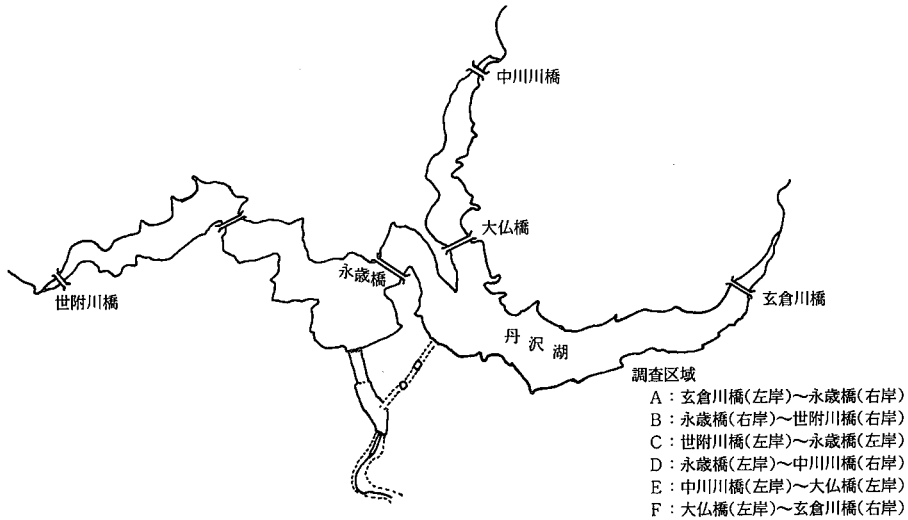 中川川橋
大仏橋
永歳橋
世附川橋
玄倉川橋
丹沢湖
調査区域
A：玄倉川橋(左岸)～永歳橋(右岸)
B：永歳橋(右岸)～世附川橋(右岸)
C：世附川橋(左岸)～永歳橋(左岸)
D：永歳橋(左岸)～中川川橋(右岸)
E：中川川橋(左岸)～大仏橋(左岸)
F：大仏橋(左岸)～玄倉川橋(右岸)